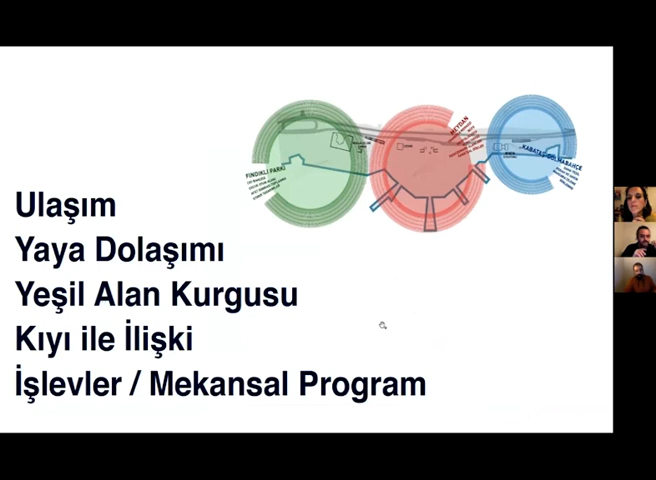 FINDIKLI PARKI
MEYDAN
KABATAŞ-DOLMABAHÇE
Ulaşım
Yaya Dolaşımı
Yeşil Alan Kurgusu
Kıyı ile İlişki
İşlevler / Mekansal Program